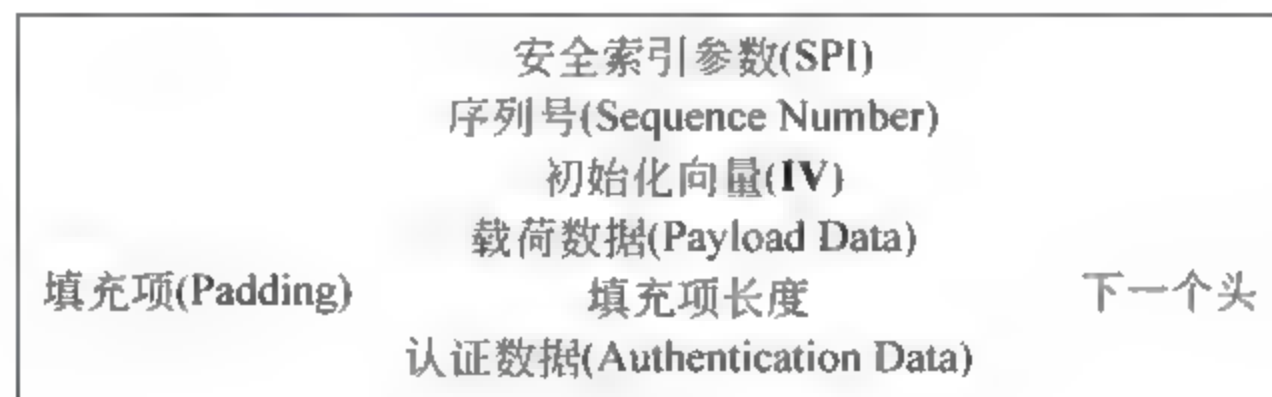 安全索引参数(SPI)
序列号(Sequence Number)
初始化向量(IV)
载荷数据(Payload Data)
填充项(Padding) 填充项长度 下一个头
认证数据(Authentication Data)